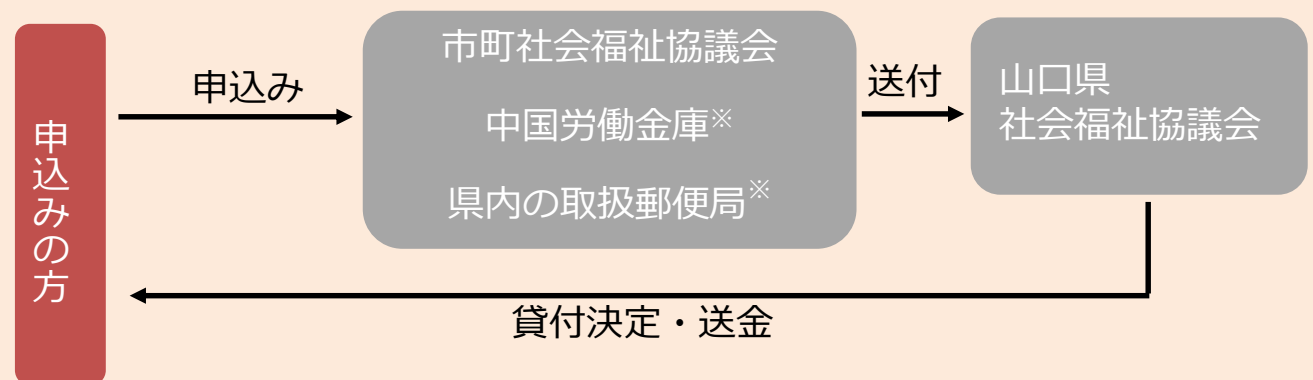 申込みの方
申込み
市町社会福祉協議会
中国労働金庫※
県内の取扱郵便局※
送付
山口県
社会福祉協議会
貸付決定・送金